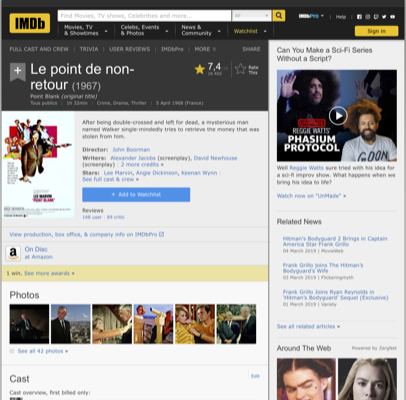 IMDb
Find Movies, TV shows, Celebrities and more...
All
IMDbPro
Help
Movies, TV
& Showtimes
Celebs, Events
& Photos
News &
Community
Watchlist
Sign in
FULL CAST AND CREW | TRIVIA | USER REVIEWS | IMDbPro | MORE
SHARE
Le point de non-
retour (1967)
Point Blank (original title)
7,4
Rate
This
Tous publics | 1h 32min | Crime, Drama, Thriller | 5 April 1968 (France)
After being double-crossed and left for dead, a mysterious man
named Walker single-mindedly tries to retrieve the money that was
stolen from him.
Director: John Boorman
Writers: Alexander Jacobs (screenplay), David Newhouse
(screenplay) | 2 more credits »
Stars: Lee Marvin, Angie Dickinson, Keenan Wynn |
See full cast & crew »
+ Add to Watchlist
Reviews
View production, box office, & company info on IMDbPro
a
On Disc
at Amazon
1 win. See more awards »
Photos
See all 42 photos »
Cast
Edit
Cast overview, first billed only:
Can You Make a Sci-Fi Series
Without a Script?
REGGIE WATTS'
PHASIUM
PROTOCOL
Well Reggie Watts sure tried with his idea for
a sci-fi improv show. What happens when we
bring his idea to life?
Watch now on "UnMade" »
Related News
Hitman's Bodyguard 2 Brings in Captain
America Star Frank Grillo
04 March 2019 | MovieWeb
Frank Grillo Joins The Hitman's
Bodyguard's Wife
03 March 2019 | Flickeringmyth
Frank Grillo Joins Ryan Reynolds in
'Hitman's Bodyguard' Sequel (Exclusive)
01 March 2019 | Variety
See all related articles »
Around The Web
Powered by ZergNet